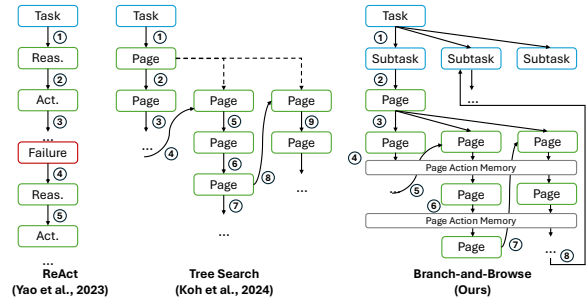 Task
①
Reas.
②
Act.
③
...
Failure
④
Reas.
⑤
Act.
...
ReAct
(Yao et al., 2023)
Task
①
Page
②
Page
③
...
④
Page
⑤
Page
⑥
Page
⑦
...
⑧
Page
⑨
Page
...
Tree Search
(Koh et al., 2024)
Task
①
Subtask
Subtask
Subtask
②
...
Page
③
Page
Page
Page
④
Page Action Memory
...
⑤
Page
Page
⑥
Page Action Memory
Page
⑦
...
⑧
Branch-and-Browse
(Ours)